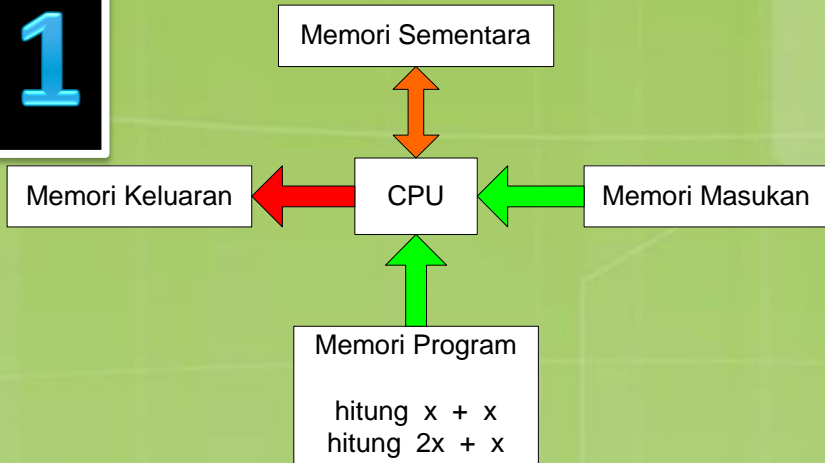 1
Memori Sementara
Memori Keluaran
CPU
Memori Masukan
Memori Program
hitung x + x
hitung 2x + x